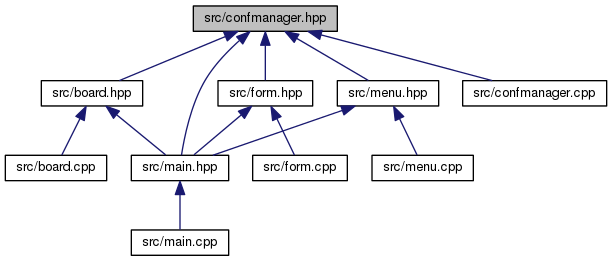 src/confmanager.hpp
src/board.hpp
src/form.hpp
src/menu.hpp
src/confmanager.cpp
src/board.cpp
src/main.hpp
src/form.cpp
src/menu.cpp
src/main.cpp